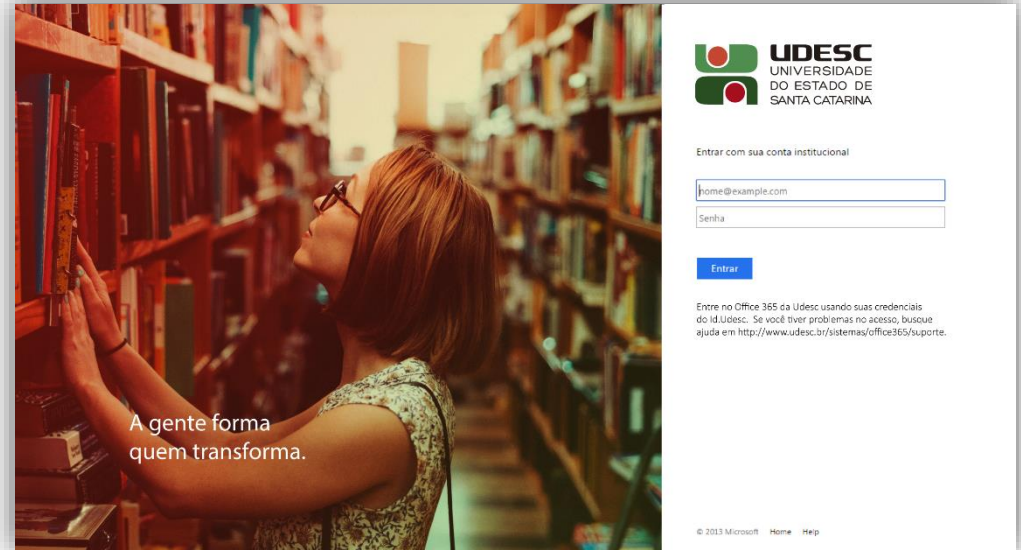 UDESC
UNIVERSIDADE
DO ESTADO DE
SANTA CATARINA
Entrar com sua conta institucional
nome@example.com
Senha
Entrar
Entre no Office 365 da Udesc usando suas credenciais
do Id.Udesc. Se você tiver problemas no acesso, busque
ajuda em http://www.udesc.br/sistemas/office365/suporte.
A gente forma
quem transforma.
© 2013 Microsoft Home Help